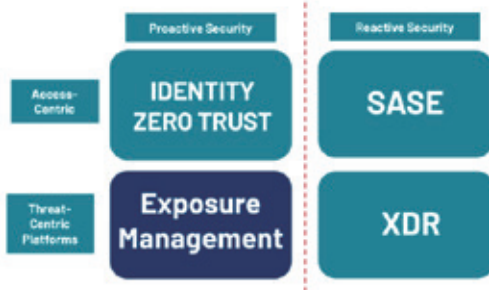 Proactive Security
Reactive Security
Access-
Centric
IDENTITY
ZERO TRUST
SASE
Threat-
Centric
Platforms
Exposure
Management
XDR